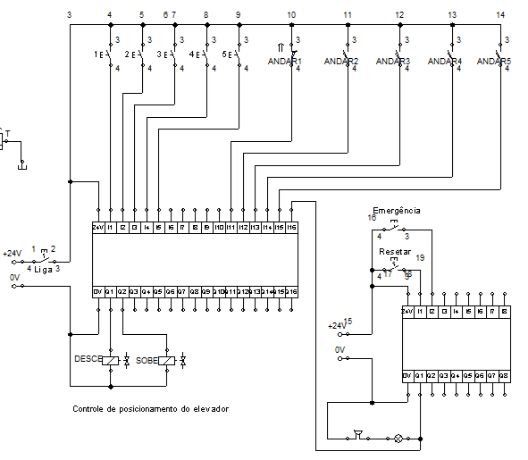 3 4 5 6 7 8 9 10 11 12 13 14
3 3 3 3 3 3 3 3 3 3
1E 2E 3E 4E 5E ANDAR1 ANDAR2 ANDAR3 ANDAR4 ANDAR5
4 4 4 4 4 4 4 4 4 4
T
24V I1 I2 I3 I4 I5 I6 I7 I8 I9 I10 I11 I12 I13 I14 I15 I16
0V Q1 Q2 Q3 Q4 Q5 Q6 Q7 Q8 Q9 Q10 Q11 Q12 Q13 Q14 Q15 Q16
1 2
+24V
4 Liga 3
0V
Emergência
16
4 3
Resetar
19
4 17 18
24V I1 I2 I3 I4 I5 I6 I7 I8
15
+24V
0V
0V Q1 Q2 Q3 Q4 Q5 Q6 Q7 Q8
DESCE SOBE
Controle de posicionamento do elevador